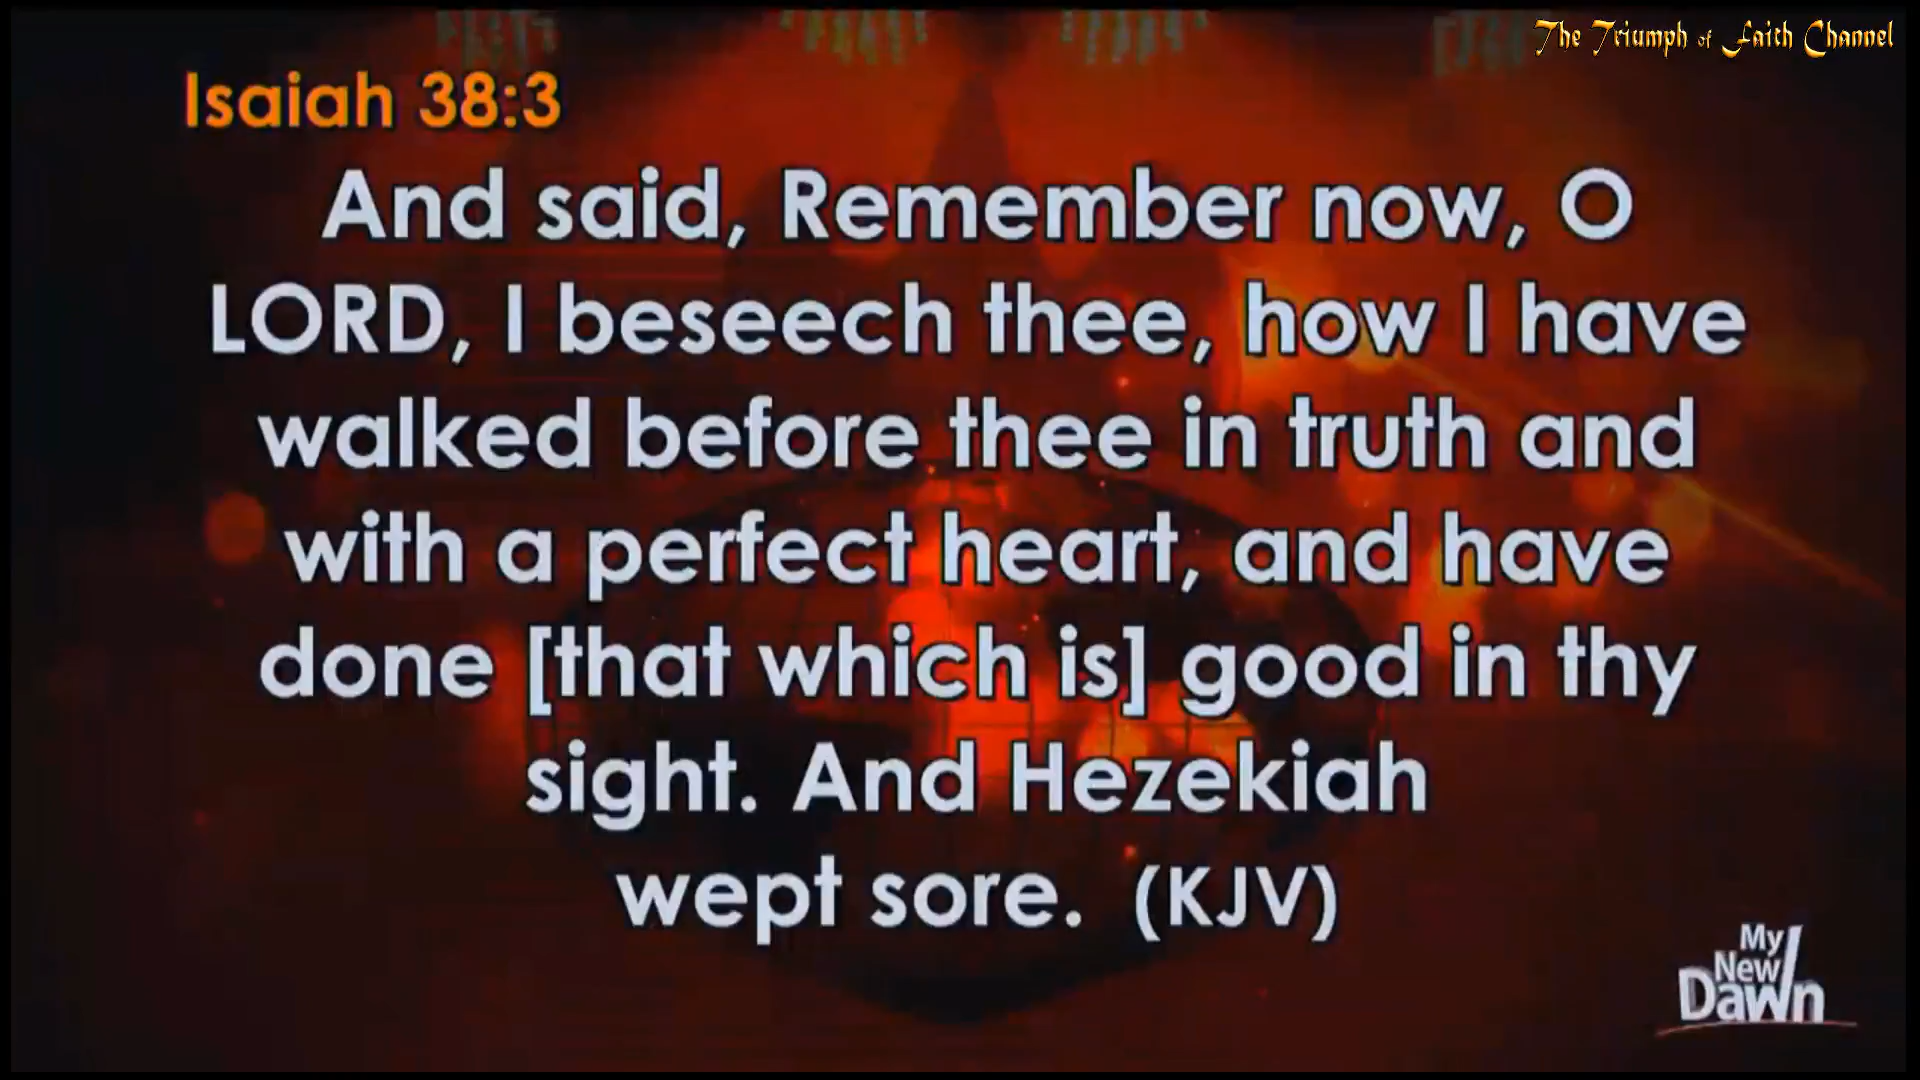 The Triumph of Faith Channel
Isaiah 38:3
And said, Remember now, O
LORD, I beseech thee, how I have
walked before thee in truth and
with a perfect heart, and have
done [that which is] good in thy
sight. And Hezekiah
wept sore. (KJV)
My
New
Dawn